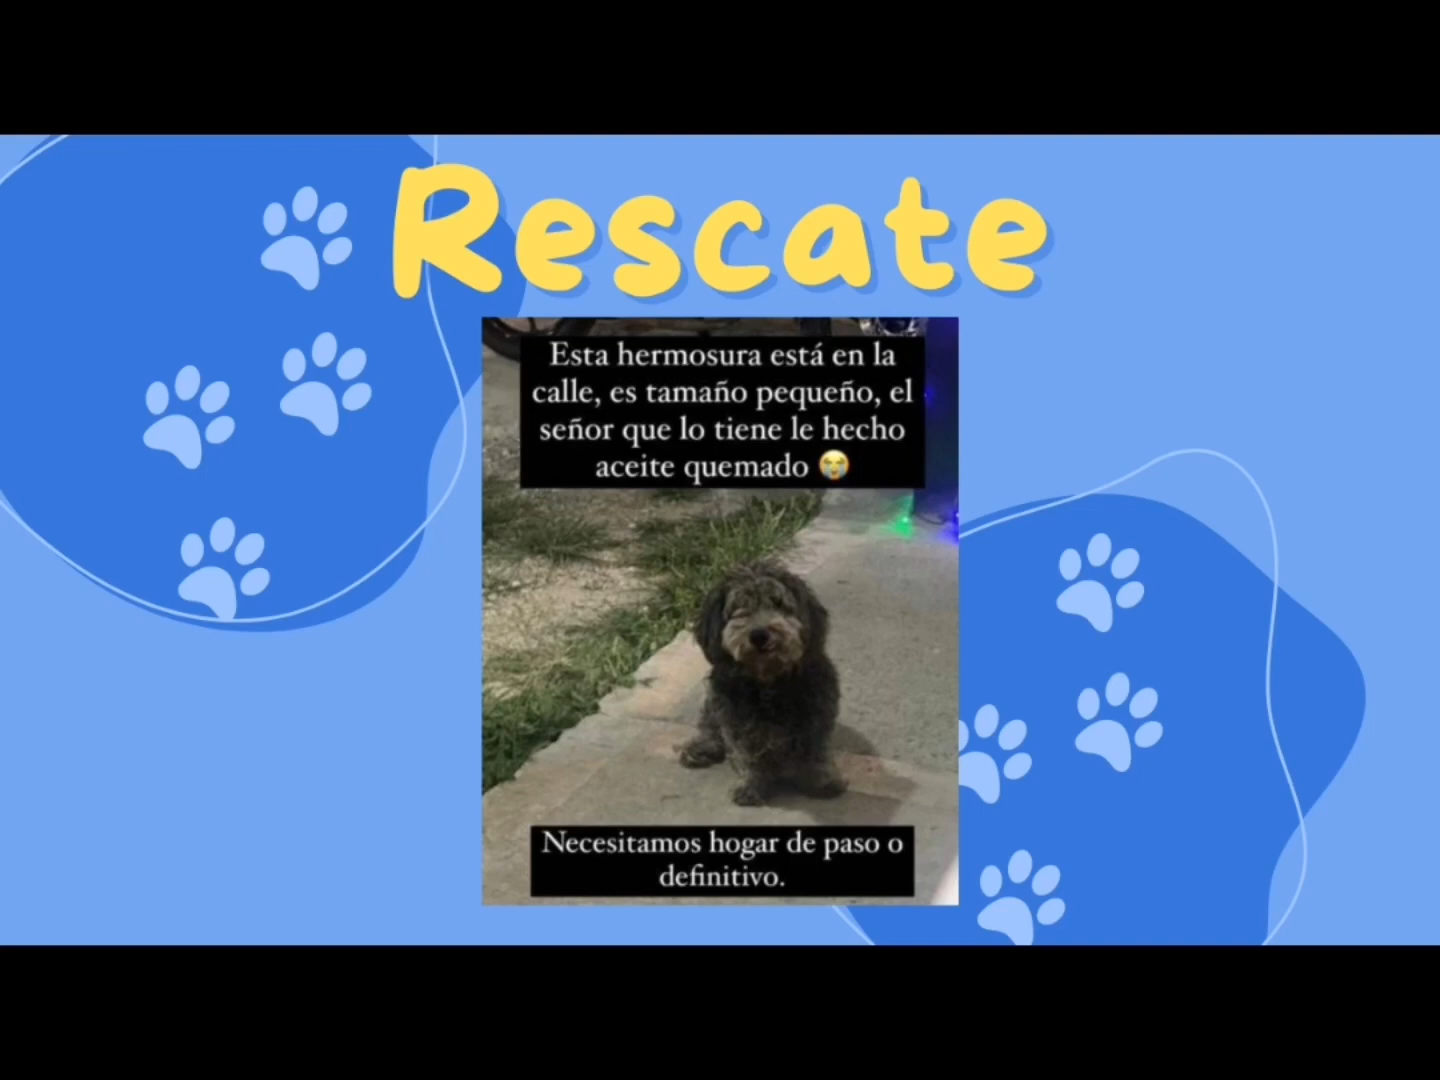 Rescate
Esta hermosura está en la
calle, es tamaño pequeño, el
señor que lo tiene le hecho
aceite quemado 😭
Necesitamos hogar de paso o
definitivo.